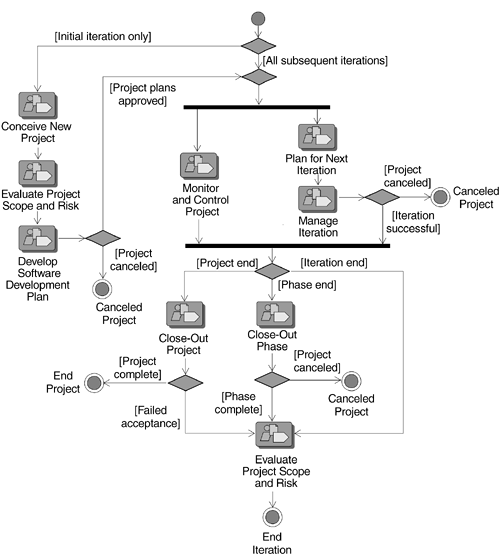 [Initial iteration only]
[All subsequent iterations]
[Project plans
approved]
Conceive New
Project
Plan for Next
Iteration
Monitor
and Control
Project
[Project
canceled]
Canceled
Project
Evaluate Project
Scope and Risk
Manage
Iteration
[Iteration
successful]
Develop
Software
Development
Plan
[Project
canceled]
Canceled
Project
[Project end]
[Iteration end]
[Phase end]
Close-Out
Project
Close-Out
Phase
[Project
complete]
End
Project
[Project
canceled]
Canceled
Project
[Failed
acceptance]
[Phase
complete]
Evaluate
Project Scope
and Risk
End
Iteration